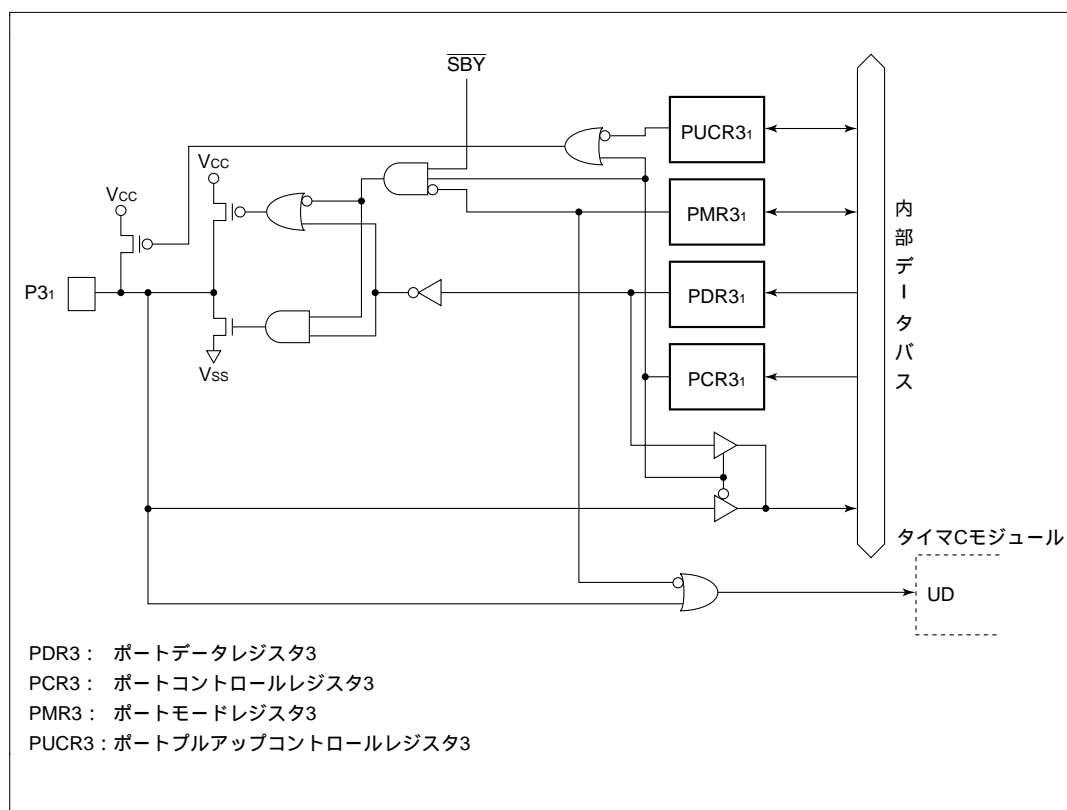 SBY
PUCR3₁
VCC
PMR3₁
VCC
内部データバス
P3₁
PDR3₁
VSS
PCR3₁
タイマCモジュール
UD
PDR3： ポートデータレジスタ3
PCR3： ポートコントロールレジスタ3
PMR3： ポートモードレジスタ3
PUCR3：ポートプルアップコントロールレジスタ3